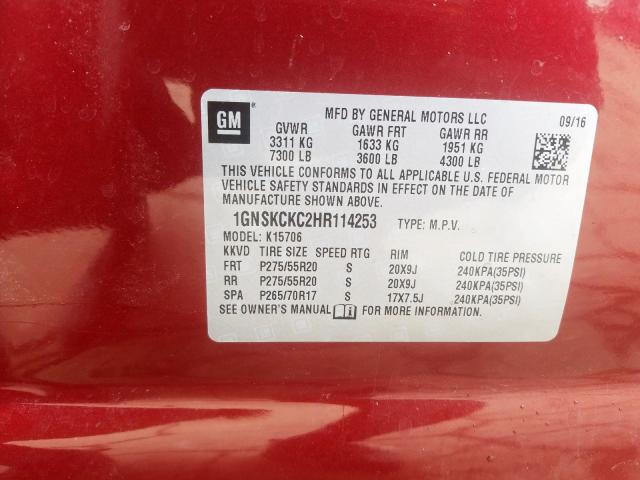 GM
MFD BY GENERAL MOTORS LLC
09/16
GVWR GAWR FRT GAWR RR
3311 KG 1633 KG 1951 KG
7300 LB 3600 LB 4300 LB
THIS VEHICLE CONFORMS TO ALL APPLICABLE U.S. FEDERAL MOTOR
VEHICLE SAFETY STANDARDS IN EFFECT ON THE DATE OF
MANUFACTURE SHOWN ABOVE.
1GNSKCKC2HR114253 TYPE: M.P.V.
MODEL: K15706
KKVD TIRE SIZE SPEED RTG RIM COLD TIRE PRESSURE
FRT P275/55R20 S 20X9J 240KPA(35PSI)
RR P275/55R20 S 20X9J 240KPA(35PSI)
SPA P265/70R17 S 17X7.5J 240KPA(35PSI)
SEE OWNER'S MANUAL FOR MORE INFORMATION